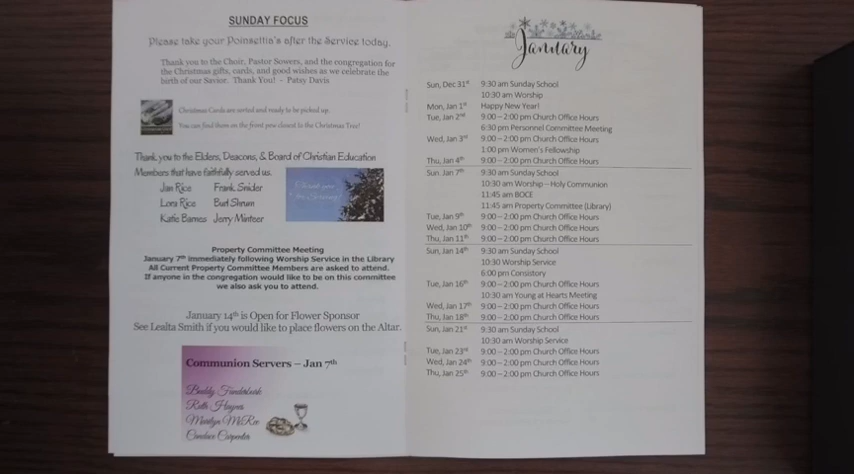 SUNDAY FOCUS
Please take your Poinsettia's after the Service today.
Thank you to the Choir, Pastor Sowers, and the congregation for
the Christmas gifts, cards, and good wishes as we celebrate the
birth of our Savior. Thank You! - Patsy Davis
Christmas Cards are sorted and ready to be picked up.
You can find them on the front pew closest to the Christmas Tree!
Thank you to the Elders, Deacons, & Board of Christian Education
Members that have faithfully served us.
Jan Rice Frank Snider
Lora Rice Burl Shrum
Katie Barnes Jerry Minteer
Property Committee Meeting
January 7th immediately following Worship Service in the Library
All Current Property Committee Members are asked to attend.
If anyone in the congregation would like to be on this committee
we also ask you to attend.
January 14th is Open for Flower Sponsor
See Lealta Smith if you would like to place flowers on the Altar.
Communion Servers – Jan 7th
Buddy Funderburk
Ruth Haynes
Marilyn McRee
Candace Carpenter
January
Sun, Dec 31st 9:30 am Sunday School
10:30 am Worship
Mon, Jan 1st Happy New Year!
Tue, Jan 2nd 9:00 – 2:00 pm Church Office Hours
6:30 pm Personnel Committee Meeting
Wed, Jan 3rd 9:00 – 2:00 pm Church Office Hours
1:00 pm Women's Fellowship
Thu, Jan 4th 9:00 – 2:00 pm Church Office Hours
Sun, Jan 7th 9:30 am Sunday School
10:30 am Worship – Holy Communion
11:45 am BOCE
11:45 am Property Committee (Library)
Tue, Jan 9th 9:00 – 2:00 pm Church Office Hours
Wed, Jan 10th 9:00 – 2:00 pm Church Office Hours
Thu, Jan 11th 9:00 – 2:00 pm Church Office Hours
Sun, Jan 14th 9:30 am Sunday School
10:30 Worship Service
6:00 pm Consistory
Tue, Jan 16th 9:00 – 2:00 pm Church Office Hours
10:30 am Young at Hearts Meeting
Wed, Jan 17th 9:00 – 2:00 pm Church Office Hours
Thu, Jan 18th 9:00 – 2:00 pm Church Office Hours
Sun, Jan 21st 9:30 am Sunday School
10:30 am Worship Service
Tue, Jan 23rd 9:00 – 2:00 pm Church Office Hours
Wed, Jan 24th 9:00 – 2:00 pm Church Office Hours
Thu, Jan 25th 9:00 – 2:00 pm Church Office Hours